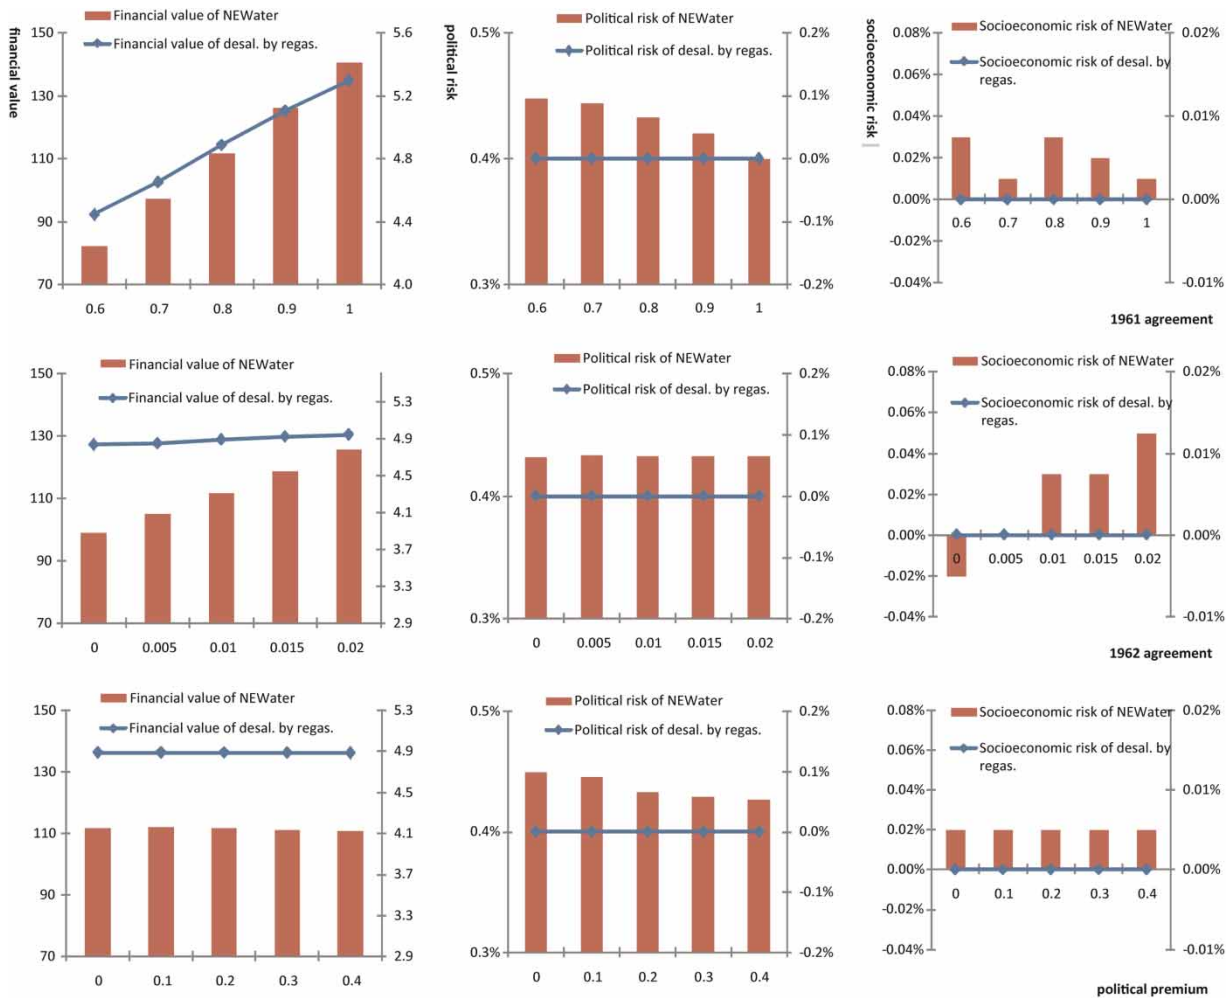 financial value
Financial value of NEWater
Financial value of desal. by regas.
150
130
110
90
70
5.6
5.2
4.8
4.4
4.0
0.6 0.7 0.8 0.9 1
political risk
Political risk of NEWater
Political risk of desal. by regas.
0.5%
0.4%
0.3%
0.2%
0.1%
0.0%
-0.1%
-0.2%
0.6 0.7 0.8 0.9 1
socioeconomic risk
Socioeconomic risk of NEWater
Socioeconomic risk of desal. by
regas.
0.08%
0.06%
0.04%
0.02%
0.00%
-0.02%
-0.04%
0.02%
0.01%
0.00%
-0.01%
0.6 0.7 0.8 0.9 1
1961 agreement
Financial value of NEWater
Financial value of desal. by regas.
150
130
110
90
70
5.3
4.9
4.5
4.1
3.7
3.3
2.9
0 0.005 0.01 0.015 0.02
Political risk of NEWater
Political risk of desal. by regas.
0.5%
0.4%
0.3%
0.2%
0.1%
0.0%
-0.1%
-0.2%
0 0.005 0.01 0.015 0.02
Socioeconomic risk of NEWater
Socioeconomic risk of desal. by
regas.
0.08%
0.06%
0.04%
0.02%
0.00%
-0.02%
-0.04%
0.02%
0.01%
0.00%
-0.01%
0 0.005 0.01 0.015 0.02
1962 agreement
Financial value of NEWater
Financial value of desal. by regas.
150
130
110
90
70
5.3
4.9
4.5
4.1
3.7
3.3
2.9
0 0.1 0.2 0.3 0.4
Political risk of NEWater
Political risk of desal. by regas.
0.5%
0.4%
0.3%
0.2%
0.1%
0.0%
-0.1%
-0.2%
0 0.1 0.2 0.3 0.4
Socioeconomic risk of NEWater
Socioeconomic risk of desal. by
regas.
0.08%
0.06%
0.04%
0.02%
0.00%
-0.02%
-0.04%
0.02%
0.01%
0.00%
-0.01%
0 0.1 0.2 0.3 0.4
political premium